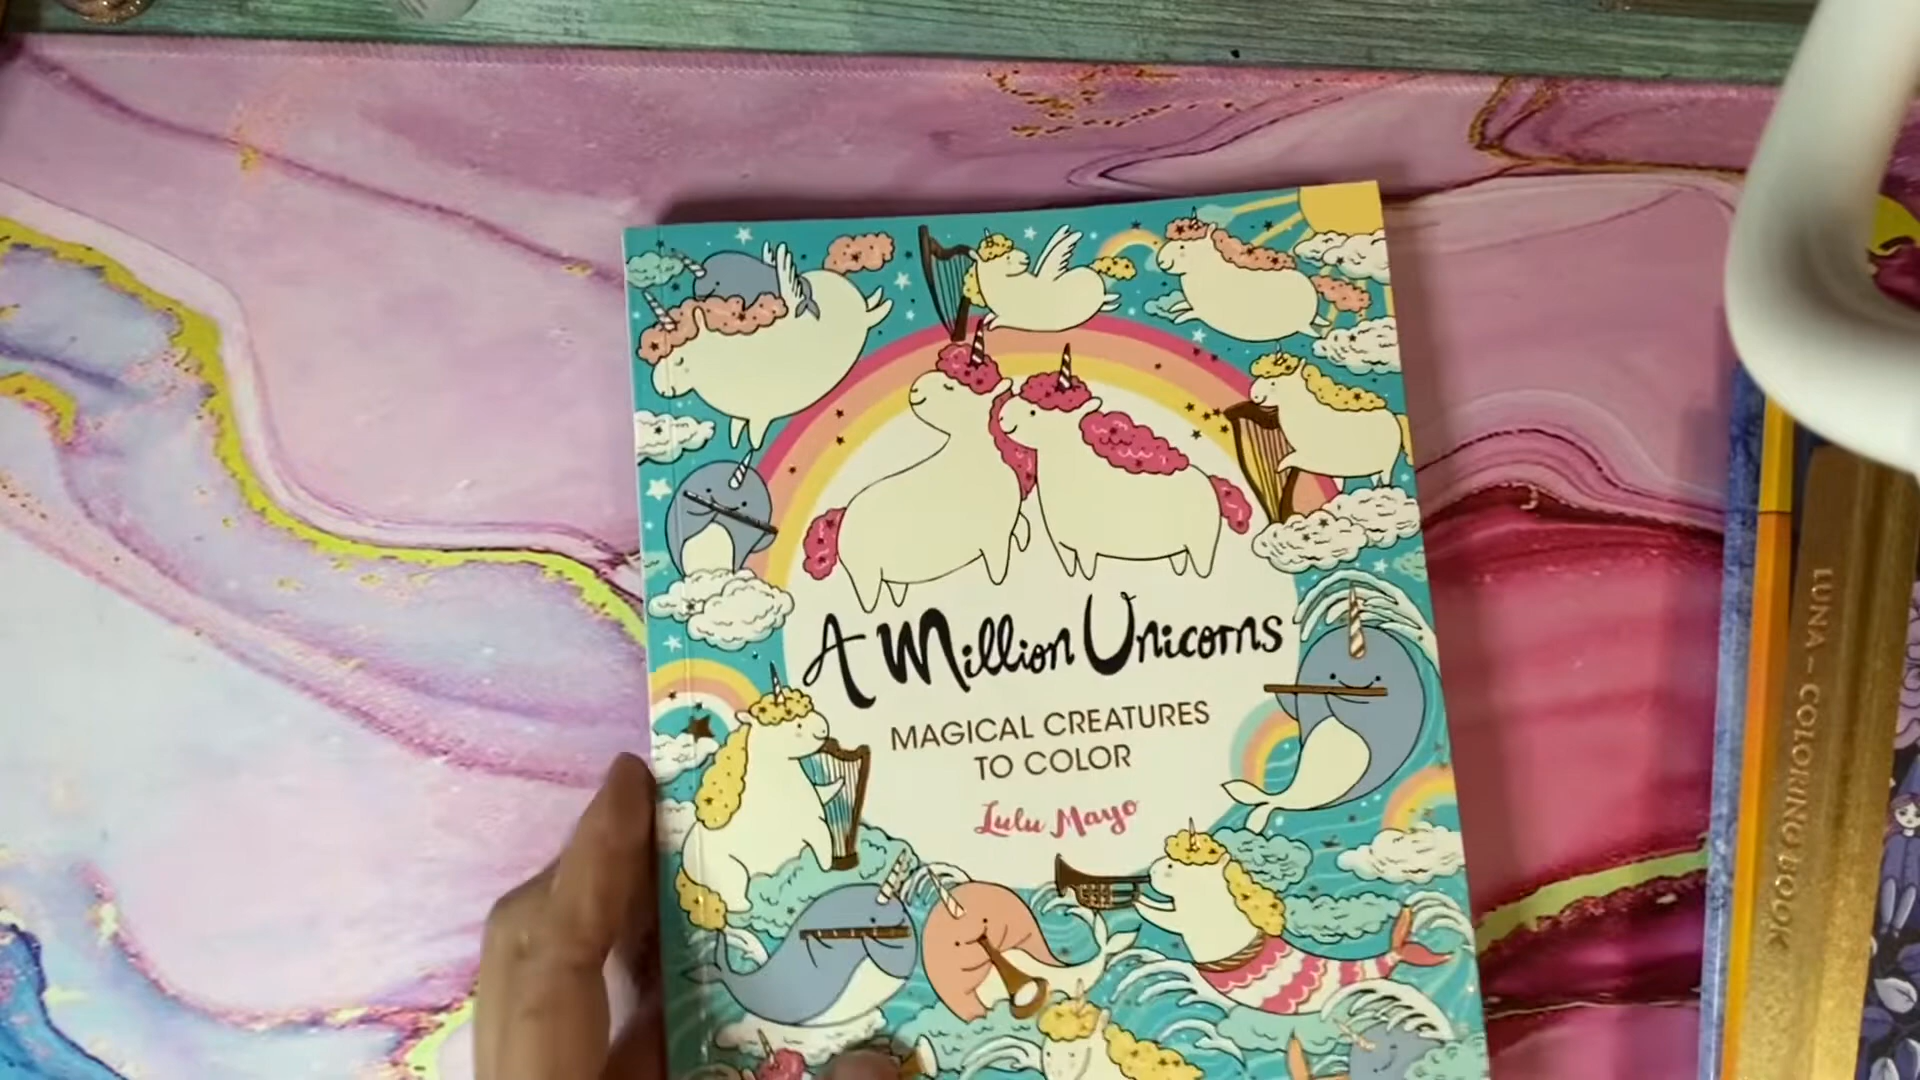 A Million Unicorns
MAGICAL CREATURES
TO COLOR
Lulu Mayo
LUNA – COLORING BOOK